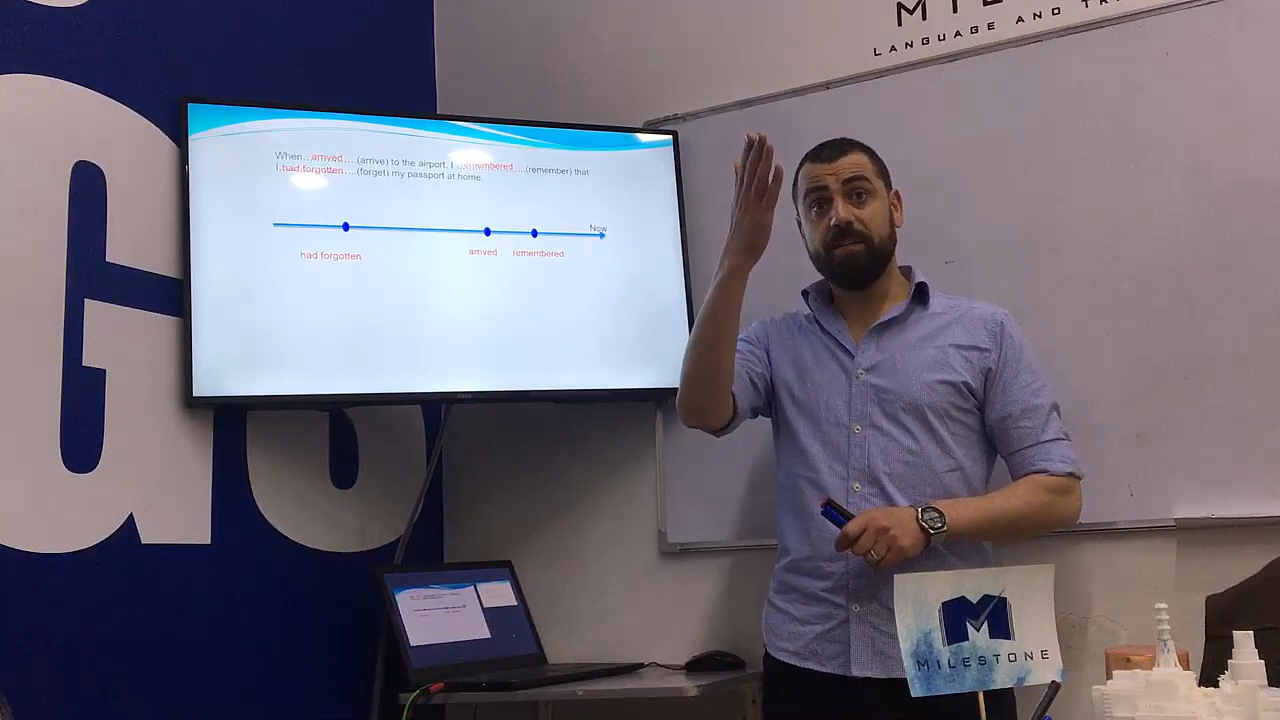 LANGUAGE AND
When...arrived....(arrive) to the airport, I...remembered.....(remember) that
I.had forgotten....(forget) my passport at home.
Now
had forgotten arrived remembered
M
MILESTONE